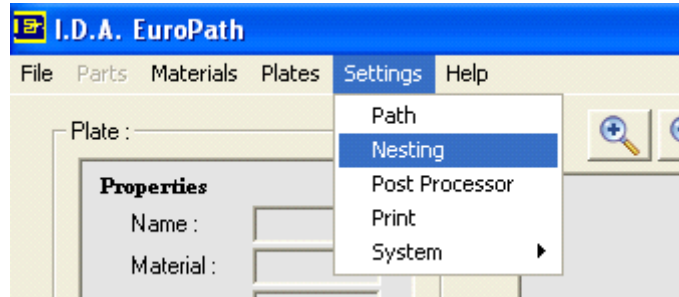 I.D.A. EuroPath
File Parts Materials Plates Settings Help
Path
Nesting
Post Processor
Print
System
Plate :
Properties
Name :
Material :